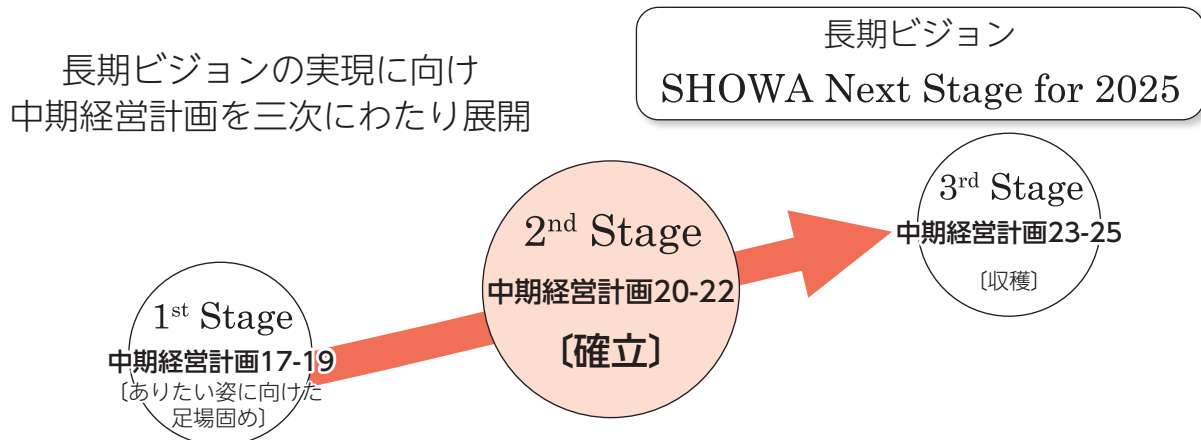 長期ビジョンの実現に向け
中期経営計画を三次にわたり展開
長期ビジョン
SHOWA Next Stage for 2025
1st Stage
中期経営計画17-19
〔ありたい姿に向けた
足場固め〕
2nd Stage
中期経営計画20-22
〔確立〕
3rd Stage
中期経営計画23-25
〔収穫〕